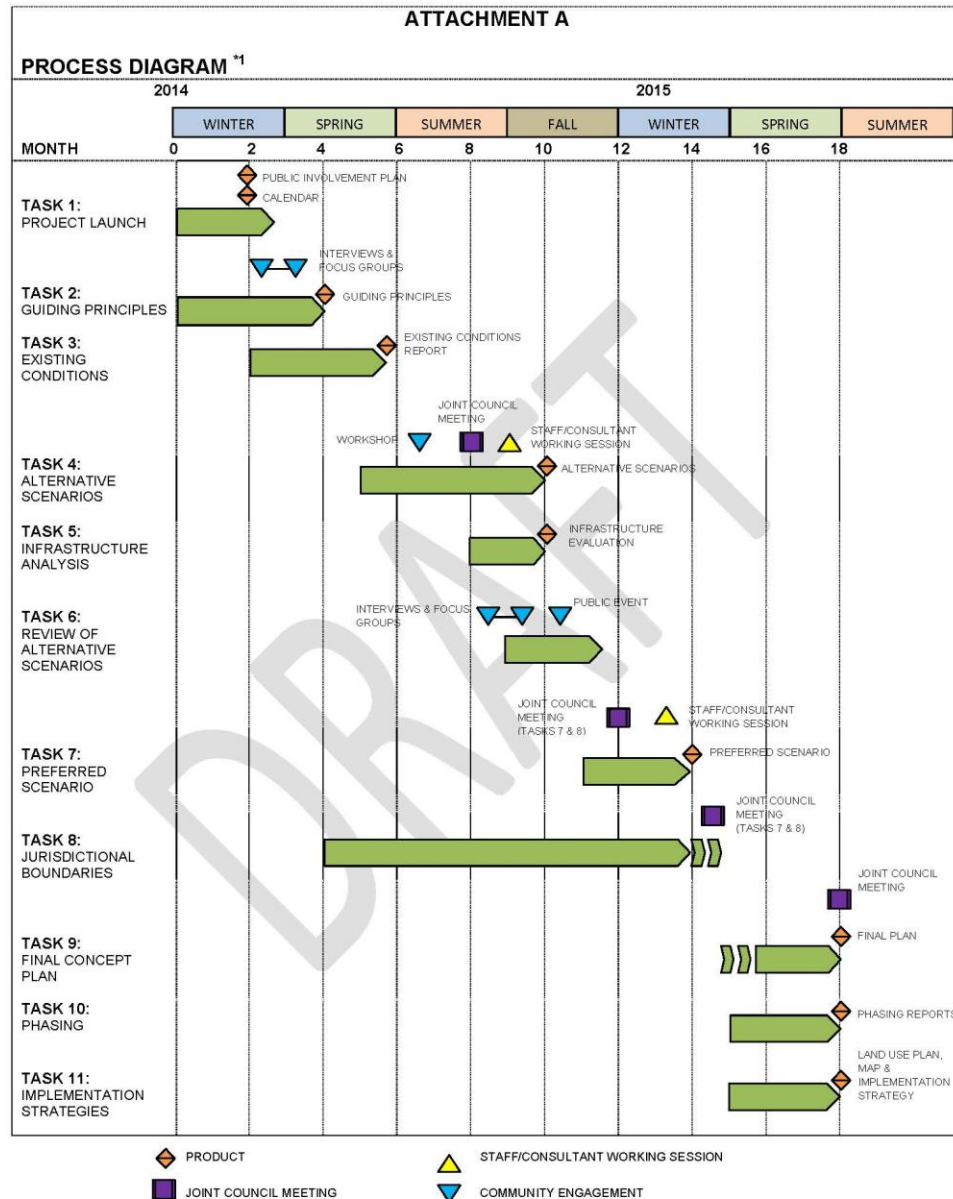 ATTACHMENT A
PROCESS DIAGRAM *1
2014 2015
WINTER SPRING SUMMER FALL WINTER SPRING SUMMER
MONTH 0 2 4 6 8 10 12 14 16 18
PUBLIC INVOLVEMENT PLAN
CALENDAR
TASK 1:
PROJECT LAUNCH
INTERVIEWS &
FOCUS GROUPS
TASK 2:
GUIDING PRINCIPLES
GUIDING PRINCIPLES
TASK 3:
EXISTING
CONDITIONS
EXISTING CONDITIONS
REPORT
WORKSHOP
JOINT COUNCIL
MEETING
STAFF/CONSULTANT
WORKING SESSION
TASK 4:
ALTERNATIVE
SCENARIOS
ALTERNATIVE SCENARIOS
TASK 5:
INFRASTRUCTURE
ANALYSIS
INFRASTRUCTURE
EVALUATION
TASK 6:
REVIEW OF
ALTERNATIVE
SCENARIOS
INTERVIEWS & FOCUS
GROUPS
PUBLIC EVENT
JOINT COUNCIL
MEETING
(TASKS 7 & 8)
STAFF/CONSULTANT
WORKING SESSION
TASK 7:
PREFERRED
SCENARIO
PREFERRED SCENARIO
JOINT COUNCIL
MEETING
(TASKS 7 & 8)
TASK 8:
JURISDICTIONAL
BOUNDARIES
JOINT COUNCIL
MEETING
TASK 9:
FINAL CONCEPT
PLAN
FINAL PLAN
TASK 10:
PHASING
PHASING REPORTS
TASK 11:
IMPLEMENTATION
STRATEGIES
LAND USE PLAN,
MAP &
IMPLEMENTATION
STRATEGY
PRODUCT
STAFF/CONSULTANT WORKING SESSION
JOINT COUNCIL MEETING
COMMUNITY ENGAGEMENT
DRAFT